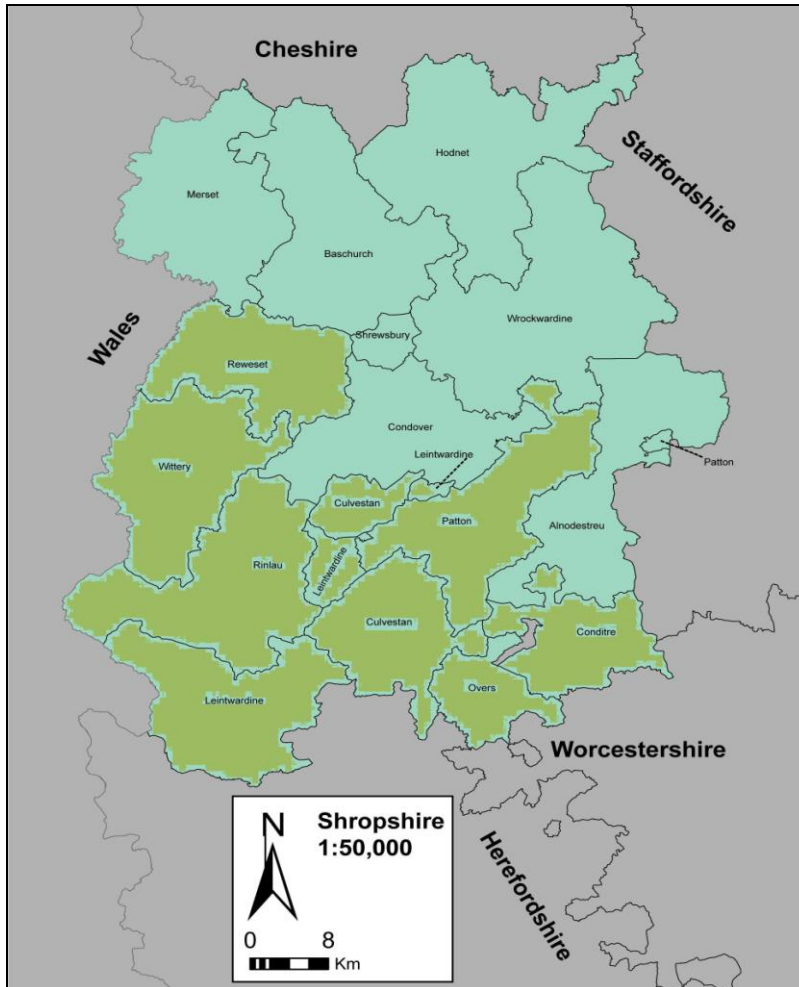 Cheshire
Staffordshire
Hodnet
Merset
Baschurch
Wales
Wrockwardine
Shrewsbury
Reweset
Condover
Leintwardine
Wittery
Patton
Culvestan
Patton
Alnodestreu
Rinlau
Leintwardine
Culvestan
Conditre
Leintwardine
Overs
Worcestershire
Herefordshire
N
Shropshire
1:50,000
0 8
Km